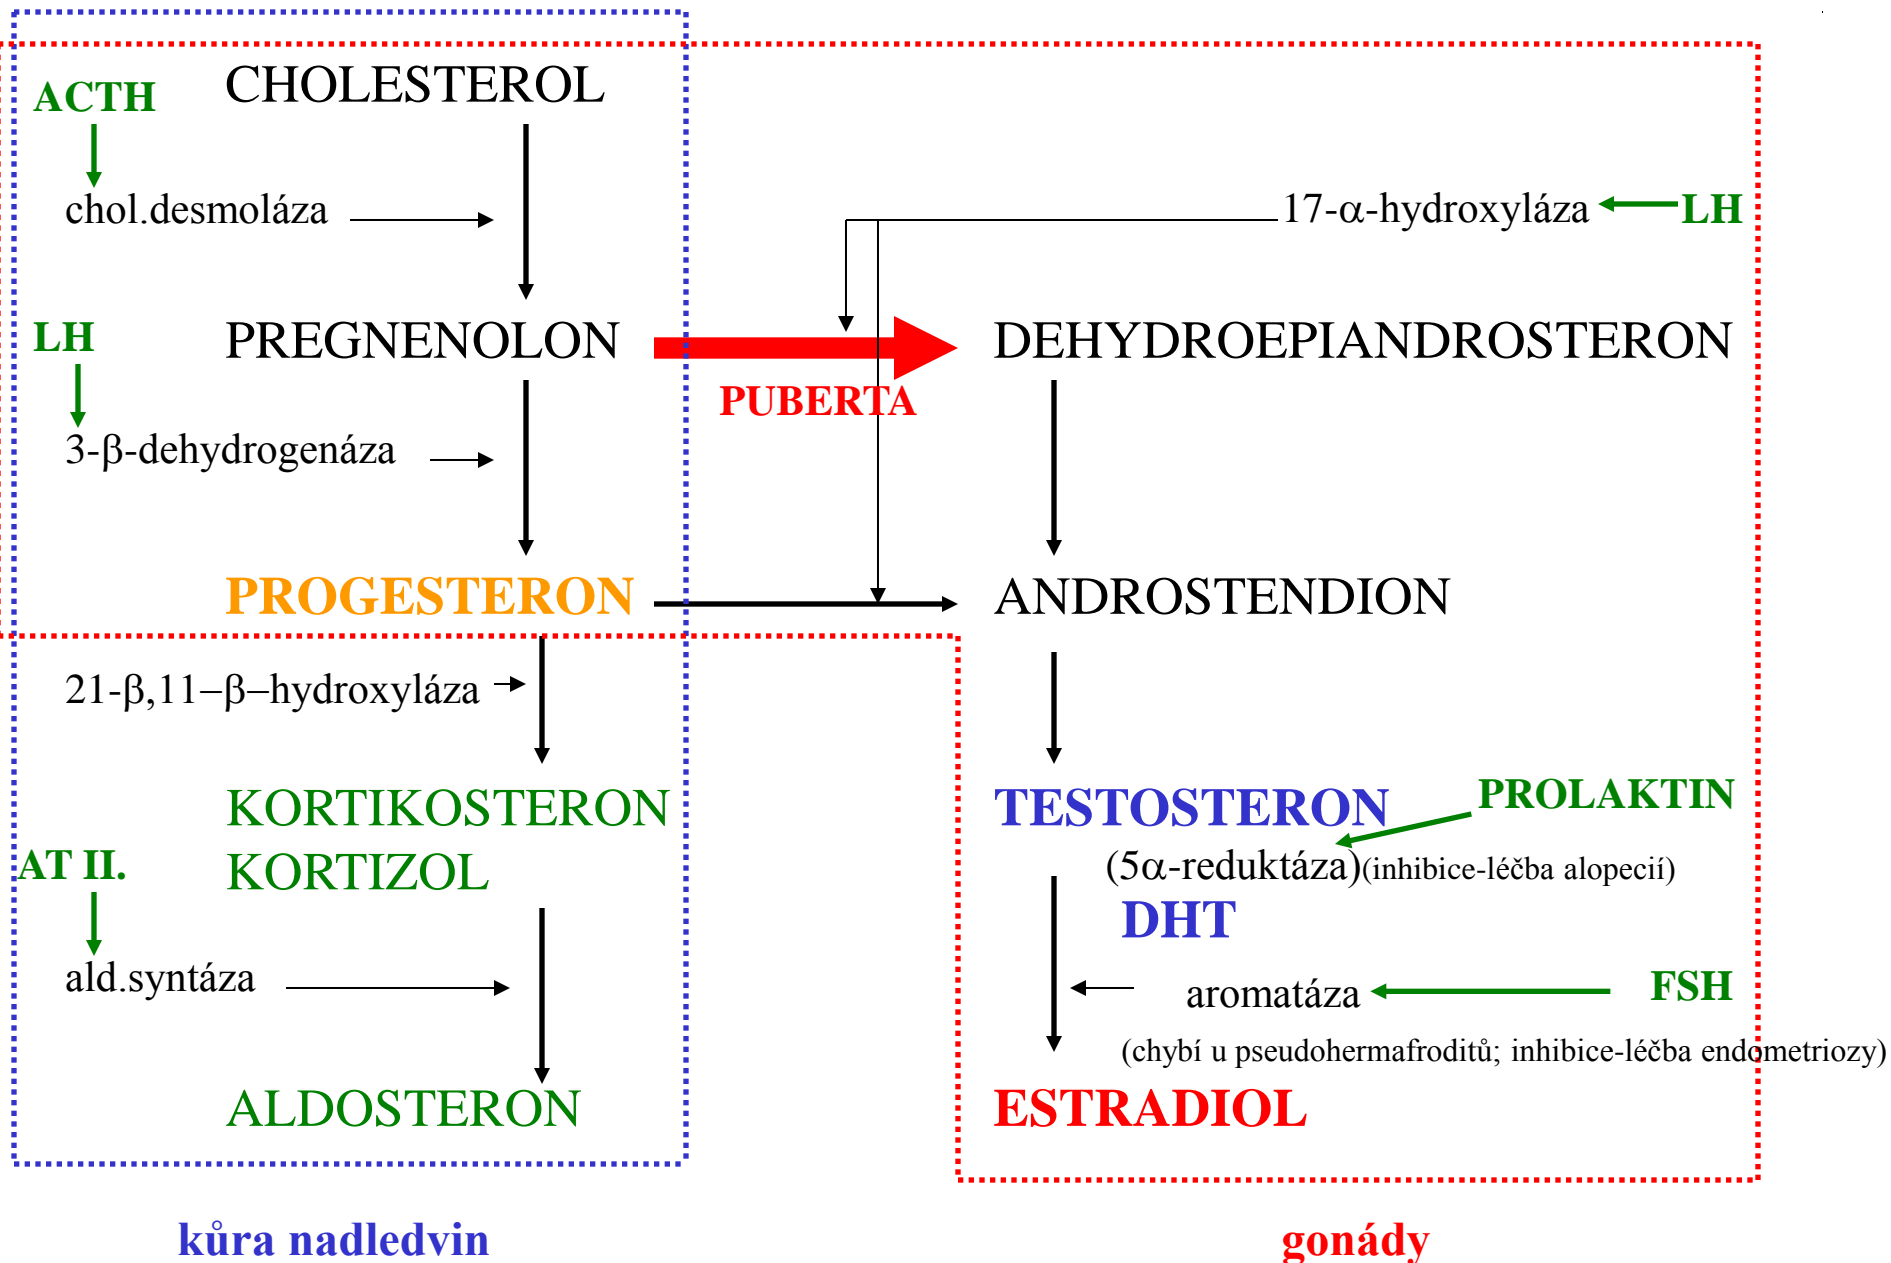 CHOLESTEROL
ACTH
chol.desmoláza
17-α-hydroxyláza
LH
LH
PREGNENOLON
DEHYDROEPIANDROSTERON
PUBERTA
3-β-dehydrogenáza
PROGESTERON
ANDROSTENDION
21-β,11–β–hydroxyláza
KORTIKOSTERON
TESTOSTERON
PROLAKTIN
AT II.
KORTIZOL
(5α-reduktáza)(inhibice-léčba alopecií)
DHT
ald.syntáza
aromatáza
FSH
(chybí u pseudohermafroditů; inhibice-léčba endometriozy)
ALDOSTERON
ESTRADIOL
kůra nadledvin
gonády